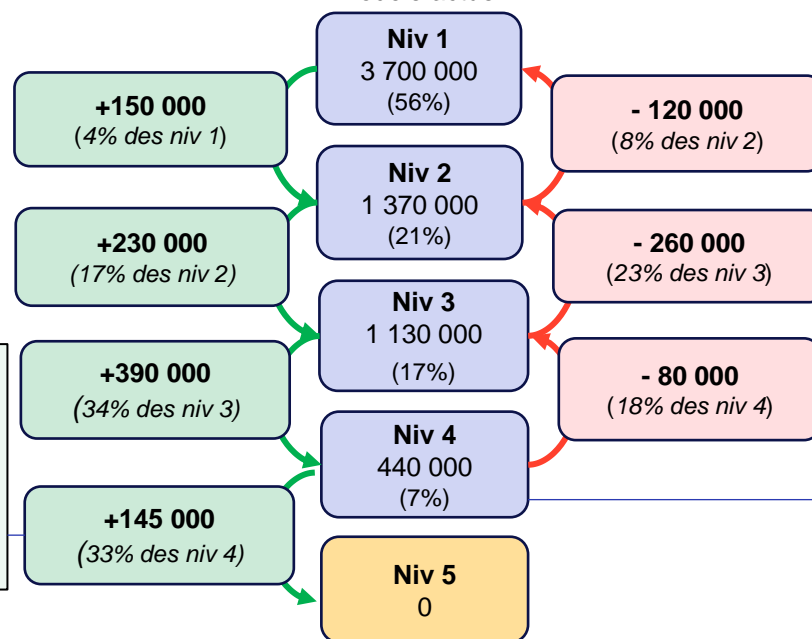 Niv 1
3 700 000
(56%)
+150 000
(4% des niv 1)
- 120 000
(8% des niv 2)
Niv 2
1 370 000
(21%)
+230 000
(17% des niv 2)
- 260 000
(23% des niv 3)
Niv 3
1 130 000
(17%)
+390 000
(34% des niv 3)
- 80 000
(18% des niv 4)
Niv 4
440 000
(7%)
+145 000
(33% des niv 4)
Niv 5
0